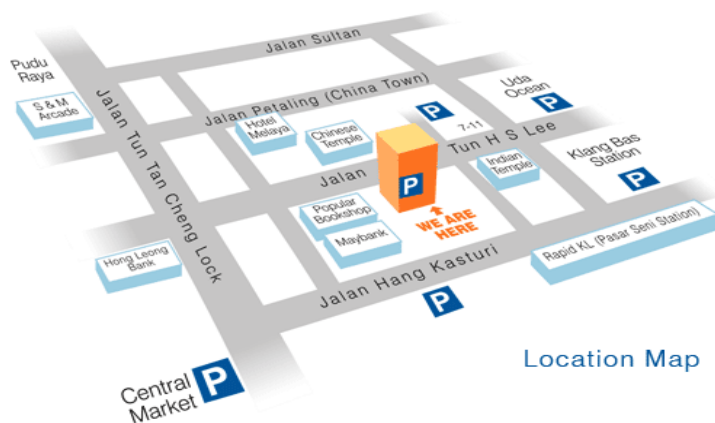 Jalan Sultan
Pudu
Raya
S & M
Arcade
Jalan Petaling (China Town)
Uda
Ocean
P
P
Hotel
Melaya
Chinese
Temple
7-11
Jalan Tun H S Lee
Jalan Tun Tan Cheng Lock
Klang Bas
Station
P
Indian
Temple
P
Popular
Bookshop
WE ARE
HERE
Maybank
Hong Leong
Bank
Rapid KL (Pasar Seni Station)
Jalan Hang Kasturi
P
Location Map
Central
Market
P